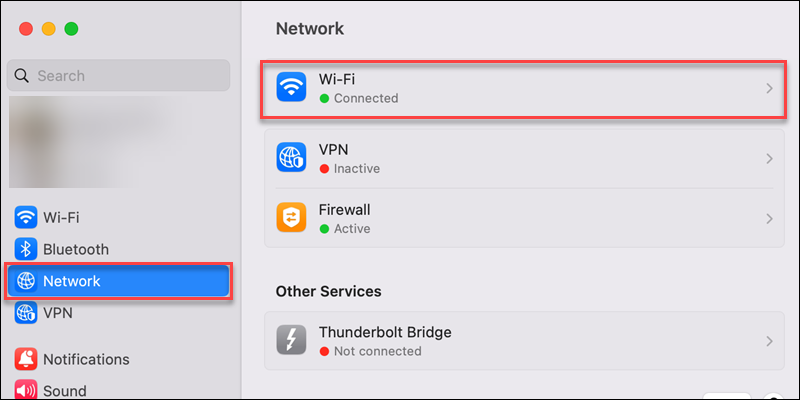 Search
Wi-Fi
Bluetooth
Network
VPN
Notifications
Sound
Network
Wi-Fi
Connected
VPN
Inactive
Firewall
Active
Other Services
Thunderbolt Bridge
Not connected